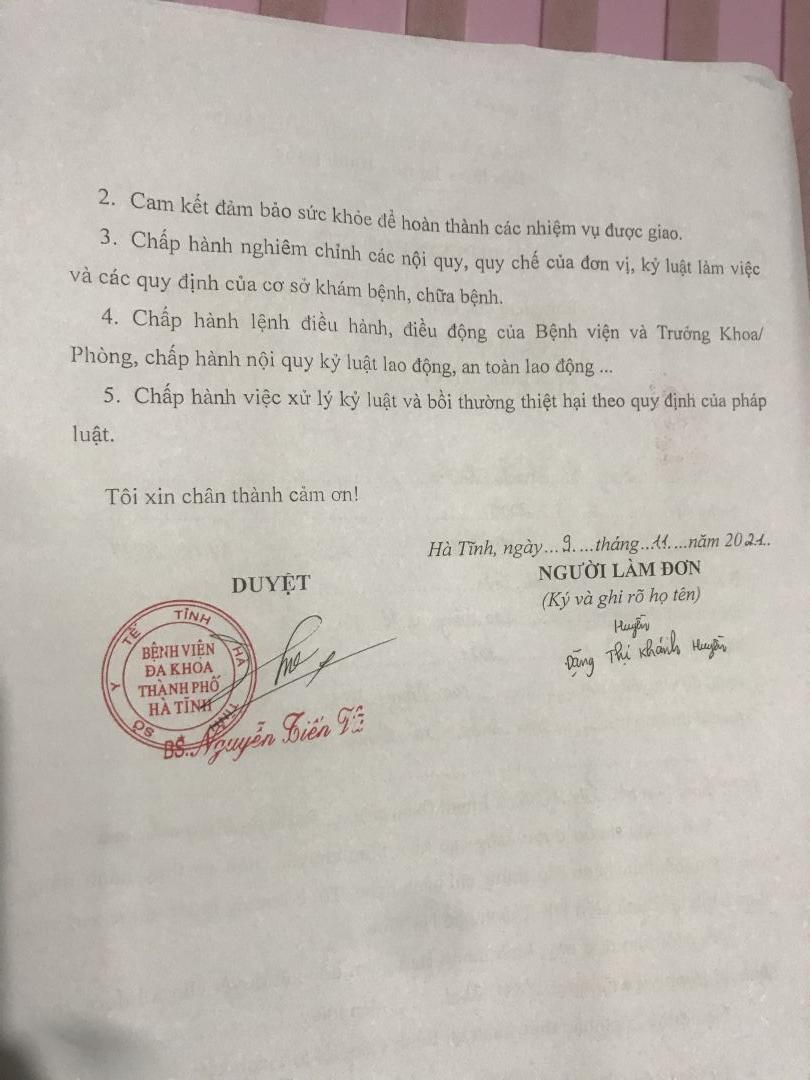 2. Cam kết đảm bảo sức khỏe để hoàn thành các nhiệm vụ được giao.
3. Chấp hành nghiêm chỉnh các nội quy, quy chế của đơn vị, kỷ luật làm việc
và các quy định của cơ sở khám bệnh, chữa bệnh.
4. Chấp hành lệnh điều hành, điều động của Bệnh viện và Trưởng Khoa/
Phòng, chấp hành nội quy kỷ luật lao động, an toàn lao động ...
5. Chấp hành việc xử lý kỷ luật và bồi thường thiệt hại theo quy định của pháp
luật.
Tôi xin chân thành cảm ơn!
Hà Tĩnh, ngày...9....tháng...11....năm 2021..
NGƯỜI LÀM ĐƠN
(Ký và ghi rõ họ tên)
Huyền
Đặng Thị Khánh Huyền
DUYỆT
SỞ Y TẾ TỈNH HÀ TĨNH
BỆNH VIỆN
ĐA KHOA
THÀNH PHỐ
HÀ TĨNH
BS. Nguyễn Tiến